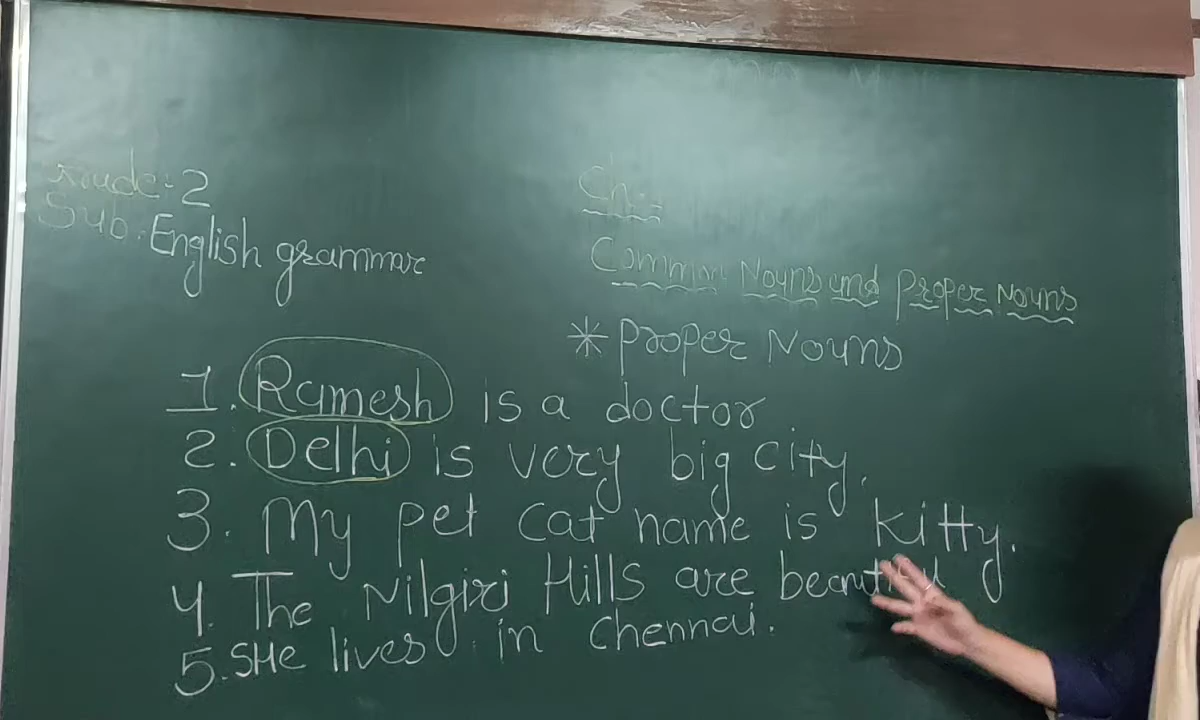 Grade:- 2
Sub:- English grammar
Ch:-
Common Nouns and Proper Nouns
* Proper Nouns
1. Ramesh is a doctor
2. Delhi is very big city.
3. My pet cat name is Kitty.
4. The Nilgiri Hills are
5. SHe lives in Chennai.